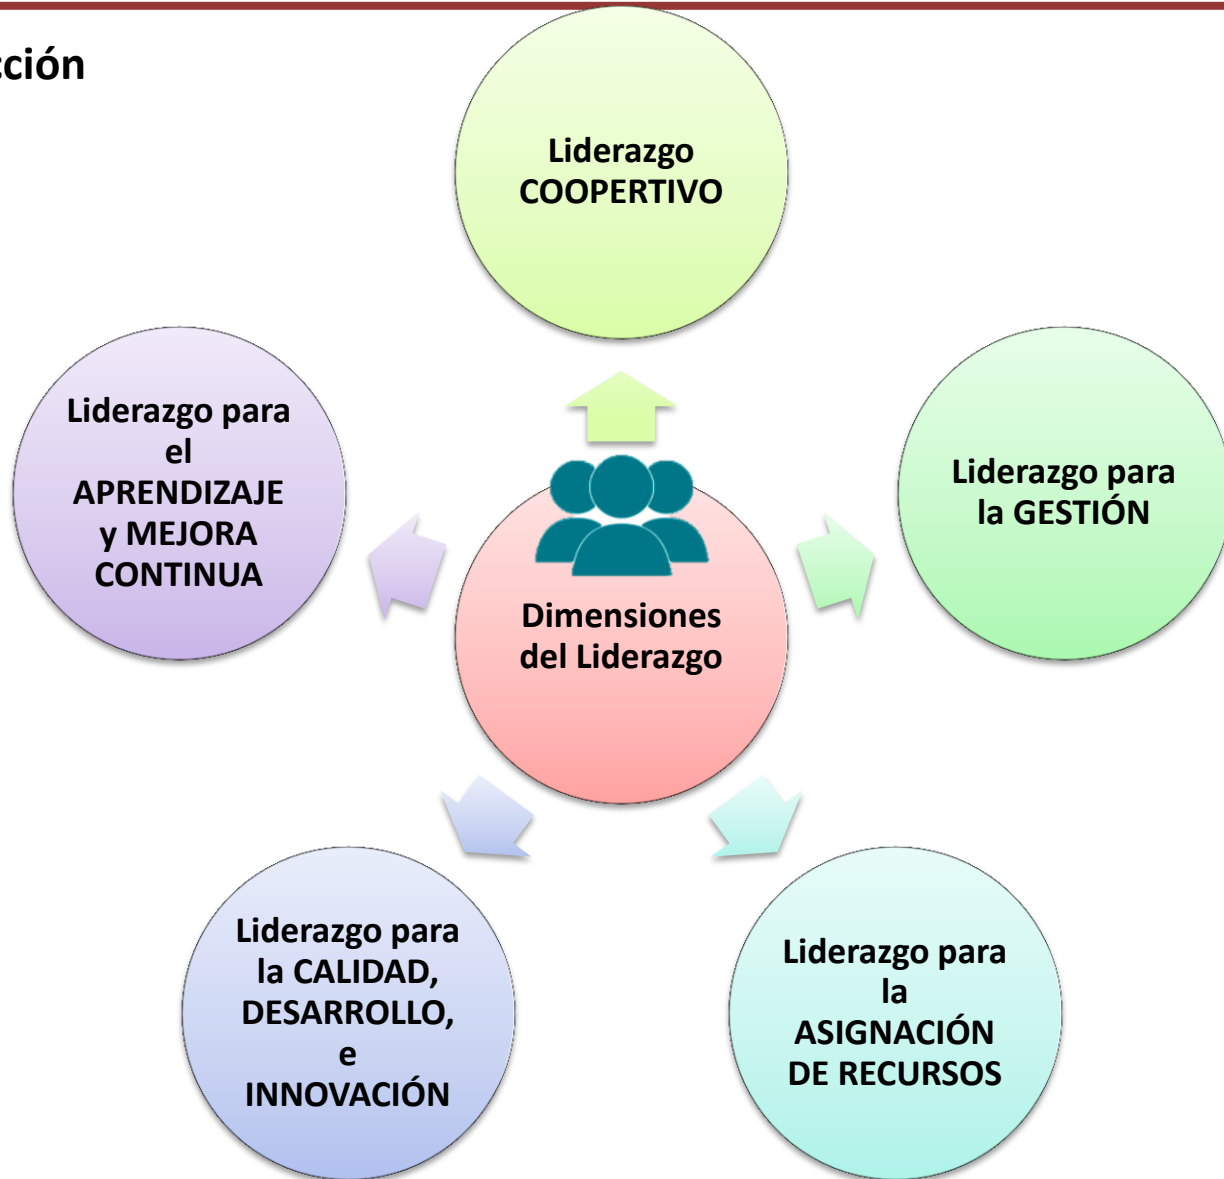 cción
Liderazgo
COOPERTIVO
Liderazgo para
la GESTIÓN
Liderazgo para
la
ASIGNACIÓN
DE RECURSOS
Liderazgo para
la CALIDAD,
DESARROLLO,
e
INNOVACIÓN
Liderazgo para
el
APRENDIZAJE
y MEJORA
CONTINUA
Dimensiones
del Liderazgo